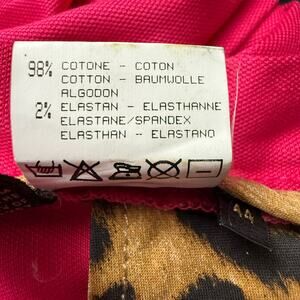 98% COTONE - COTON
COTTON - BAUMWOLLE
ALGODON
2% ELASTAN - ELASTHANNE
ELASTANE/SPANDEX
ELASTHAN - ELASTANO
44